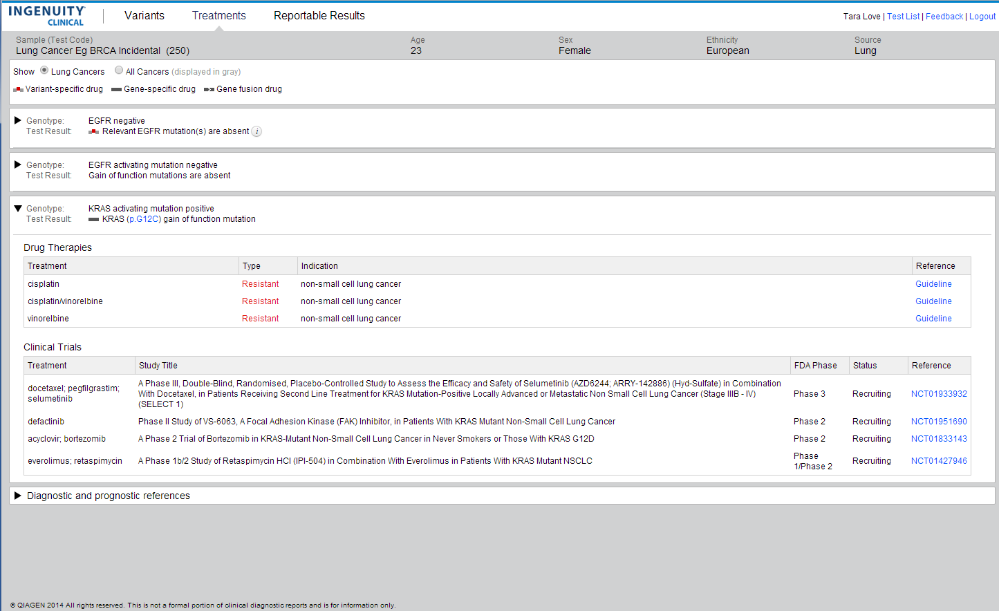 INGENUITY
CLINICAL
Variants Treatments Reportable Results
Tara Love | Test List | Feedback | Logout
Sample (Test Code) Age Sex Ethnicity Source
Lung Cancer Eg BRCA Incidental (250) 23 Female European Lung
Show Lung Cancers All Cancers (displayed in gray)
Variant-specific drug Gene-specific drug Gene fusion drug
Genotype: EGFR negative
Test Result: Relevant EGFR mutation(s) are absent i
Genotype: EGFR activating mutation negative
Test Result: Gain of function mutations are absent
Genotype: KRAS activating mutation positive
Test Result: KRAS (p.G12C) gain of function mutation
Drug Therapies
Treatment Type Indication Reference
cisplatin Resistant non-small cell lung cancer Guideline
cisplatin/vinorelbine Resistant non-small cell lung cancer Guideline
vinorelbine Resistant non-small cell lung cancer Guideline
Clinical Trials
Treatment Study Title FDA Phase Status Reference
docetaxel; pegfilgrastim;
selumetinib
A Phase III, Double-Blind, Randomised, Placebo-Controlled Study to Assess the Efficacy and Safety of Selumetinib (AZD6244; ARRY-142886) (Hyd-Sulfate) in Combination
With Docetaxel, in Patients Receiving Second Line Treatment for KRAS Mutation-Positive Locally Advanced or Metastatic Non Small Cell Lung Cancer (Stage IIIB - IV)
(SELECT 1)
Phase 3 Recruiting NCT01933932
defactinib Phase II Study of VS-6063, A Focal Adhesion Kinase (FAK) Inhibitor, in Patients With KRAS Mutant Non-Small Cell Lung Cancer Phase 2 Recruiting NCT01951690
acyclovir; bortezomib A Phase 2 Trial of Bortezomib in KRAS-Mutant Non-Small Cell Lung Cancer in Never Smokers or Those With KRAS G12D Phase 2 Recruiting NCT01833143
everolimus; retaspimycin A Phase 1b/2 Study of Retaspimycin HCl (IPI-504) in Combination With Everolimus in Patients With KRAS Mutant NSCLC Phase
1/Phase 2 Recruiting NCT01427946
Diagnostic and prognostic references
© QIAGEN 2014 All rights reserved. This is not a formal portion of clinical diagnostic reports and is for information only.